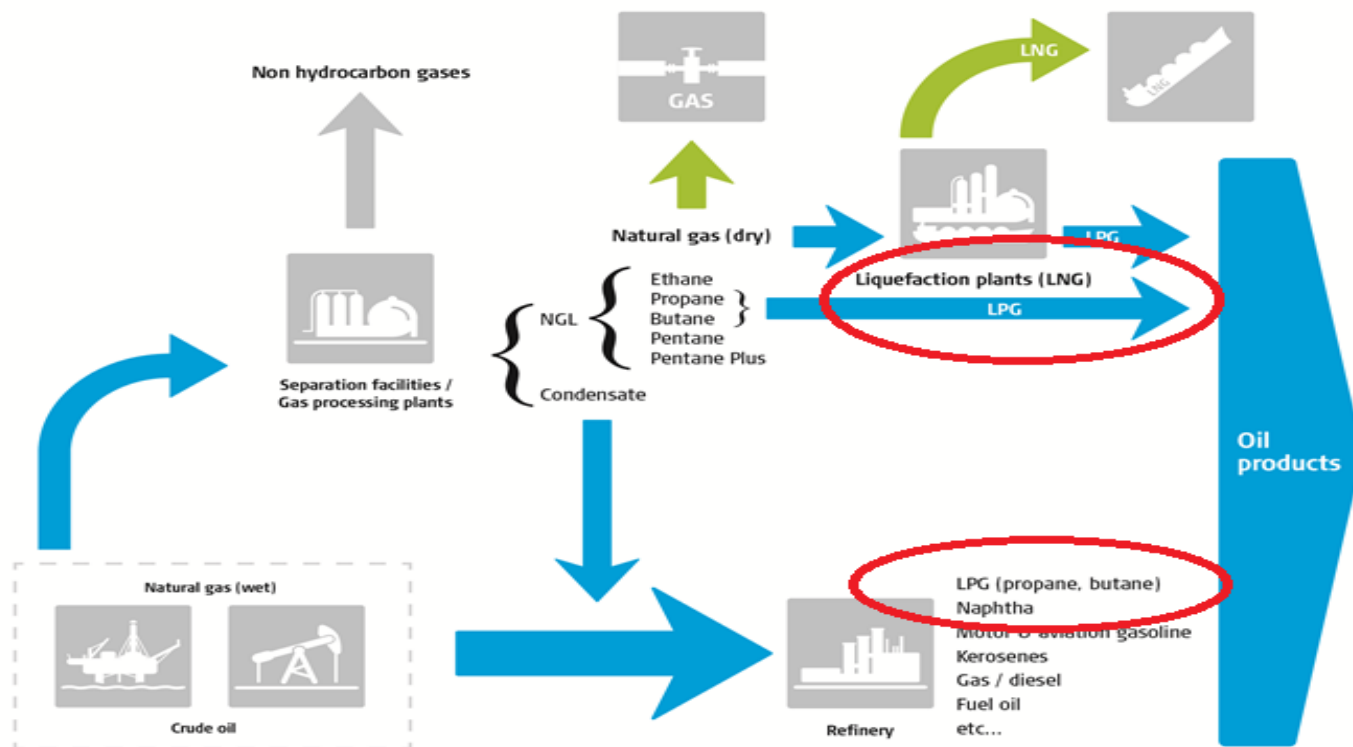 Non hydrocarbon gases
GAS
LNG
LNG
Natural gas (dry)
LPG
Liquefaction plants (LNG)
LPG
Ethane
Propane
Butane
Pentane
Pentane Plus
NGL
Condensate
Separation facilities /
Gas processing plants
Oil
products
Natural gas (wet)
Crude oil
Refinery
LPG (propane, butane)
Naphtha
Motor & aviation gasoline
Kerosenes
Gas / diesel
Fuel oil
etc...